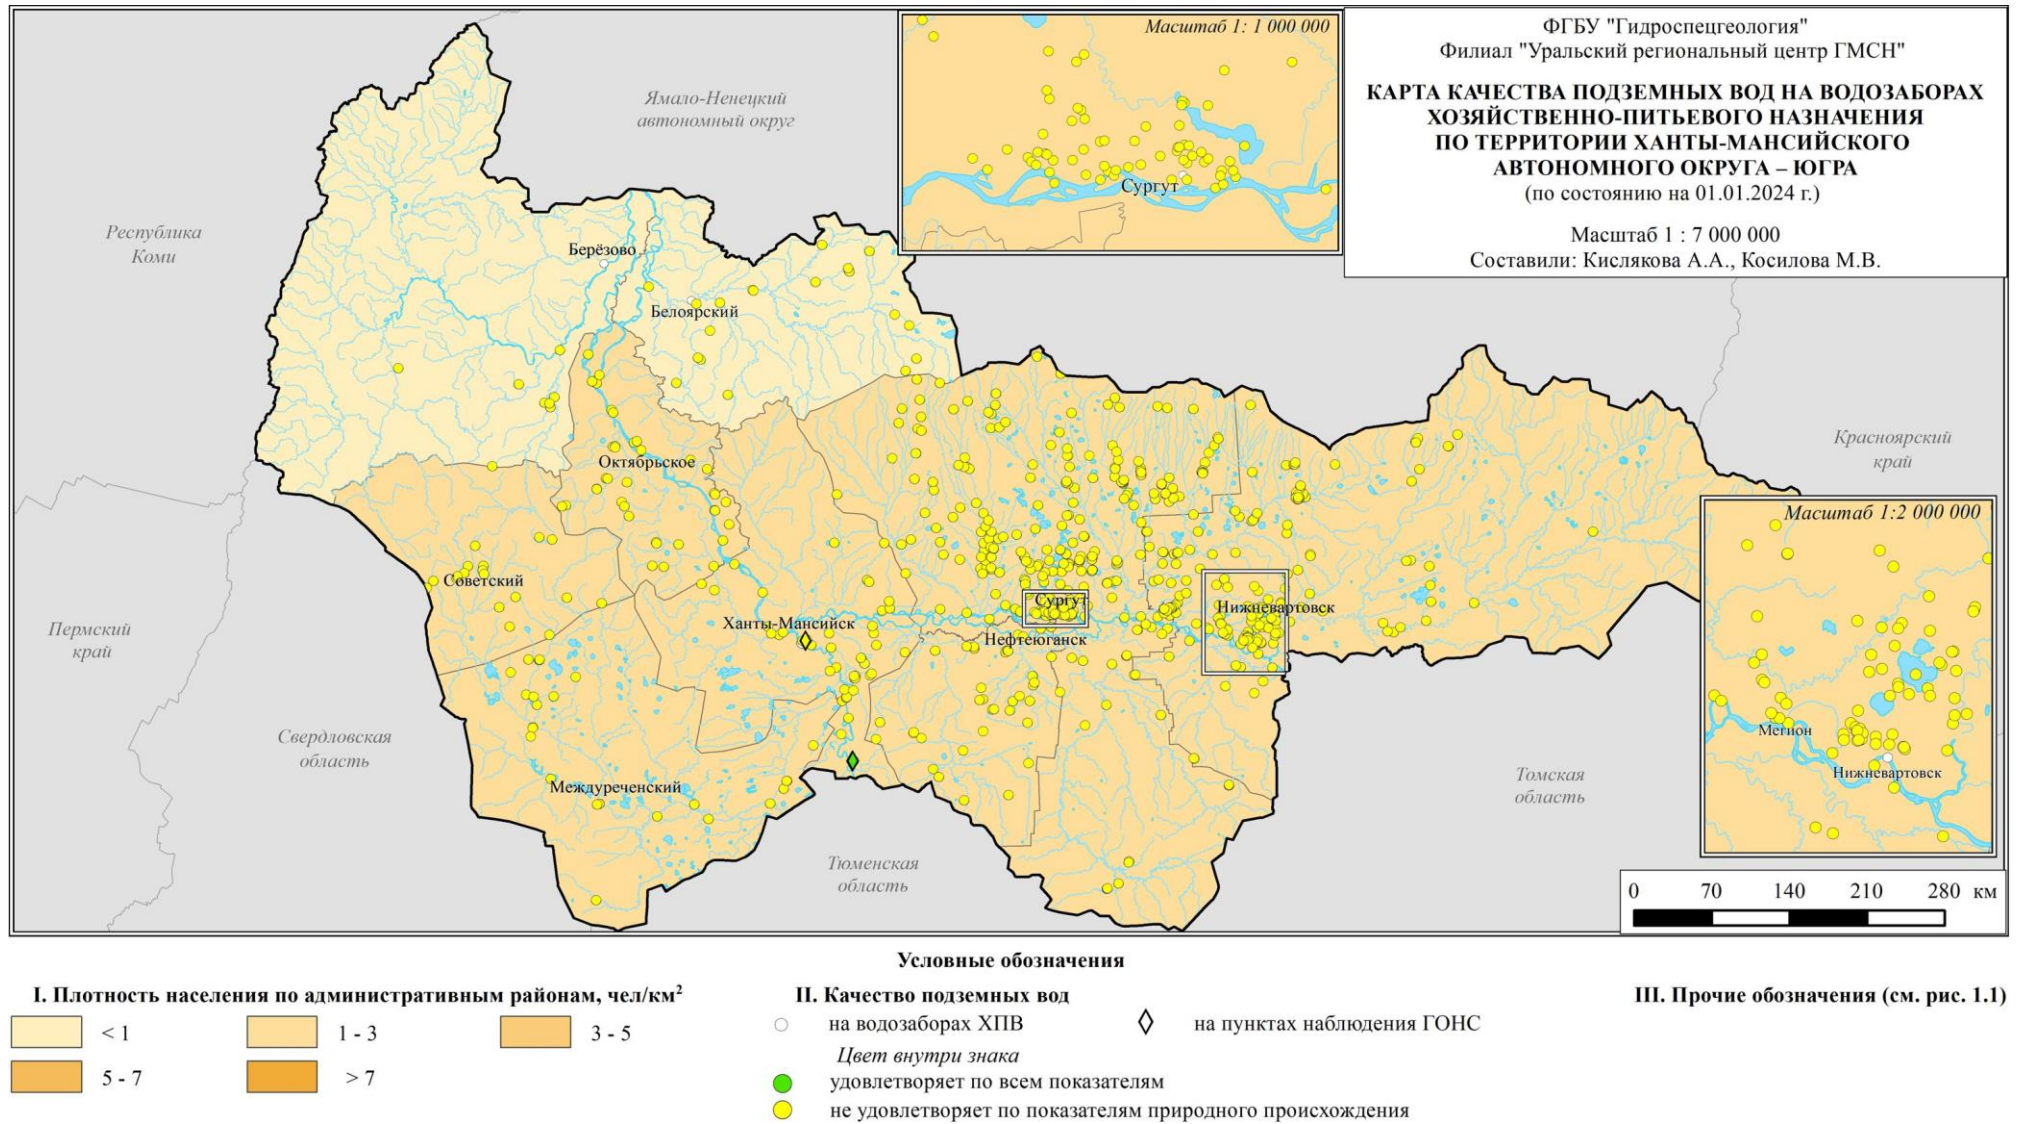 Масштаб 1: 1 000 000
Сургут
ФГБУ "Гидроспецгеология"
Филиал "Уральский региональный центр ГМСН"
КАРТА КАЧЕСТВА ПОДЗЕМНЫХ ВОД НА ВОДОЗАБОРАХ
ХОЗЯЙСТВЕННО-ПИТЬЕВОГО НАЗНАЧЕНИЯ
ПО ТЕРРИТОРИИ ХАНТЫ-МАНСИЙСКОГО
АВТОНОМНОГО ОКРУГА – ЮГРА
(по состоянию на 01.01.2024 г.)
Масштаб 1 : 7 000 000
Составили: Кислякова А.А., Косилова М.В.
Ямало-Ненецкий
автономный округ
Республика
Коми
Берёзово
Белоярский
Октябрьское
Красноярский
край
Советский
Сургут
Нижневартовск
Ханты-Мансийск
Нефтеюганск
Пермский
край
Свердловская
область
Междуреченский
Томская
область
Тюменская
область
Масштаб 1:2 000 000
Мегион
Нижневартовск
0 70 140 210 280 км
Условные обозначения
I. Плотность населения по административным районам, чел/км²
< 1
1 - 3
3 - 5
5 - 7
> 7
II. Качество подземных вод
на водозаборах ХПВ
на пунктах наблюдения ГОНС
Цвет внутри знака
удовлетворяет по всем показателям
не удовлетворяет по показателям природного происхождения
III. Прочие обозначения (см. рис. 1.1)